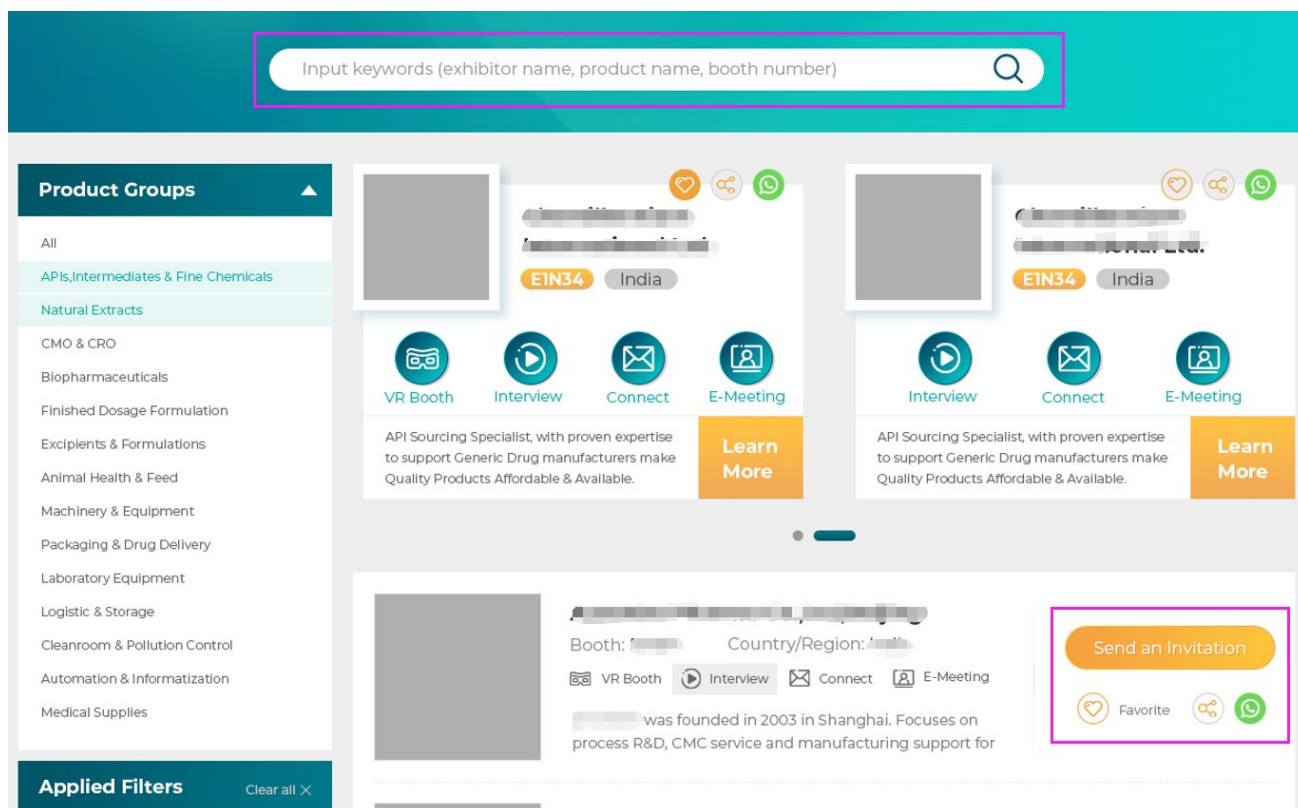 Input keywords (exhibitor name, product name, booth number)
Product Groups
All
APIs,Intermediates & Fine Chemicals
Natural Extracts
CMO & CRO
Biopharmaceuticals
Finished Dosage Formulation
Excipients & Formulations
Animal Health & Feed
Machinery & Equipment
Packaging & Drug Delivery
Laboratory Equipment
Logistic & Storage
Cleanroom & Pollution Control
Automation & Informatization
Medical Supplies
Applied Filters
Clear all
E1N34 India
VR Booth Interview Connect E-Meeting
API Sourcing Specialist, with proven expertise
to support Generic Drug manufacturers make
Quality Products Affordable & Available.
Learn
More
Ltd.
E1N34 India
Interview Connect E-Meeting
API Sourcing Specialist, with proven expertise
to support Generic Drug manufacturers make
Quality Products Affordable & Available.
Learn
More
Booth: Country/Region:
VR Booth Interview Connect E-Meeting
was founded in 2003 in Shanghai. Focuses on
process R&D, CMC service and manufacturing support for
Send an Invitation
Favorite